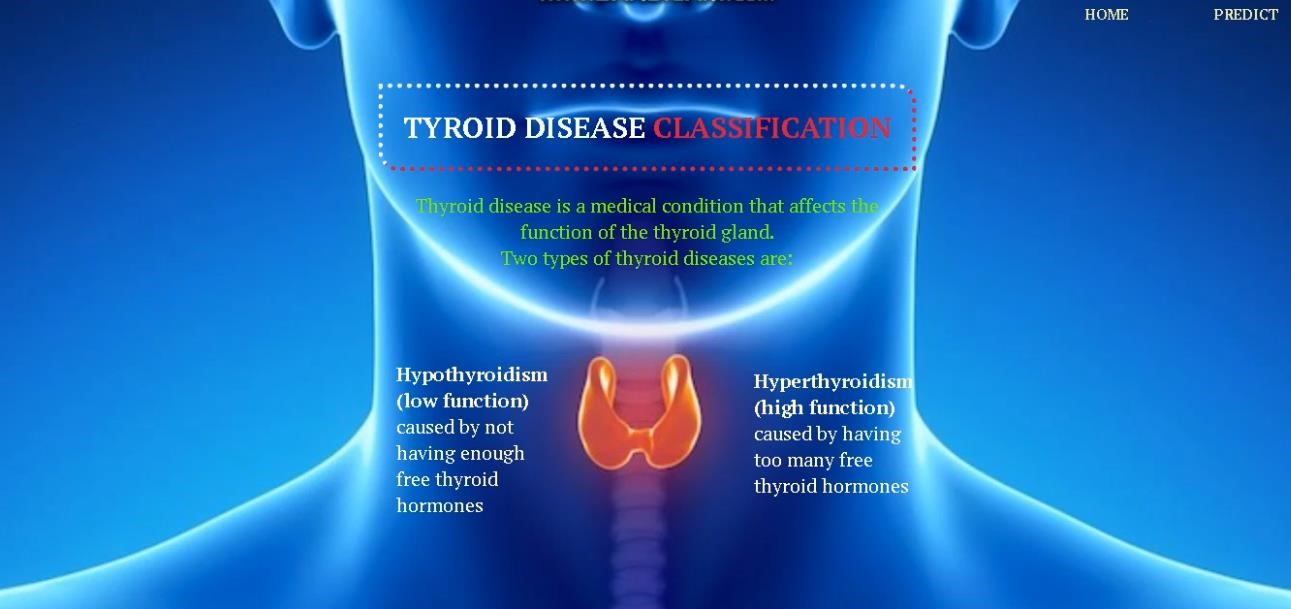 HOME PREDICT
TYROID DISEASE CLASSIFICATION
Thyroid disease is a medical condition that affects the
function of the thyroid gland.
Two types of thyroid diseases are:
Hypothyroidism
(low function)
caused by not
having enough
free thyroid
hormones
Hyperthyroidism
(high function)
caused by having
too many free
thyroid hormones